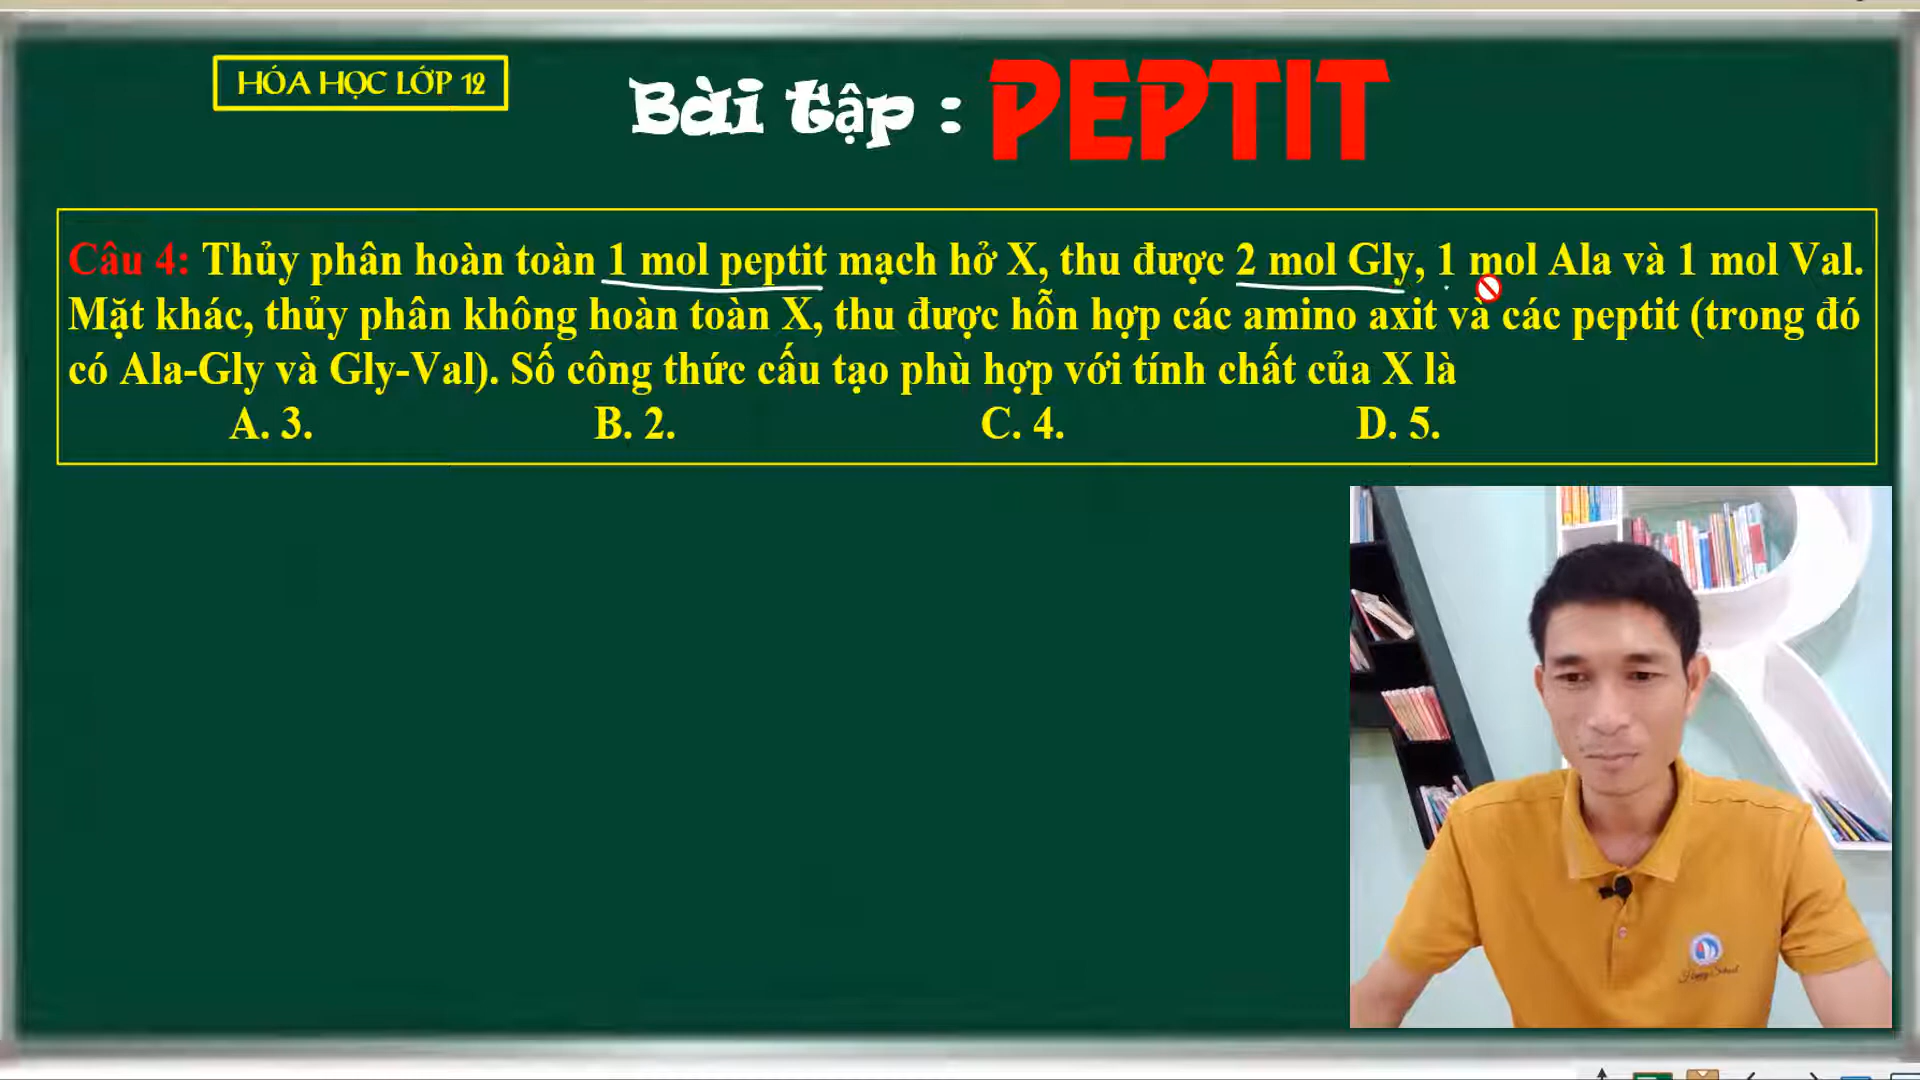 HÓA HỌC LỚP 12
Bài tập : PEPTIT
Câu 4: Thủy phân hoàn toàn 1 mol peptit mạch hở X, thu được 2 mol Gly, 1 mol Ala và 1 mol Val.
Mặt khác, thủy phân không hoàn toàn X, thu được hỗn hợp các amino axit và các peptit (trong đó
có Ala-Gly và Gly-Val). Số công thức cấu tạo phù hợp với tính chất của X là
A. 3. B. 2. C. 4. D. 5.